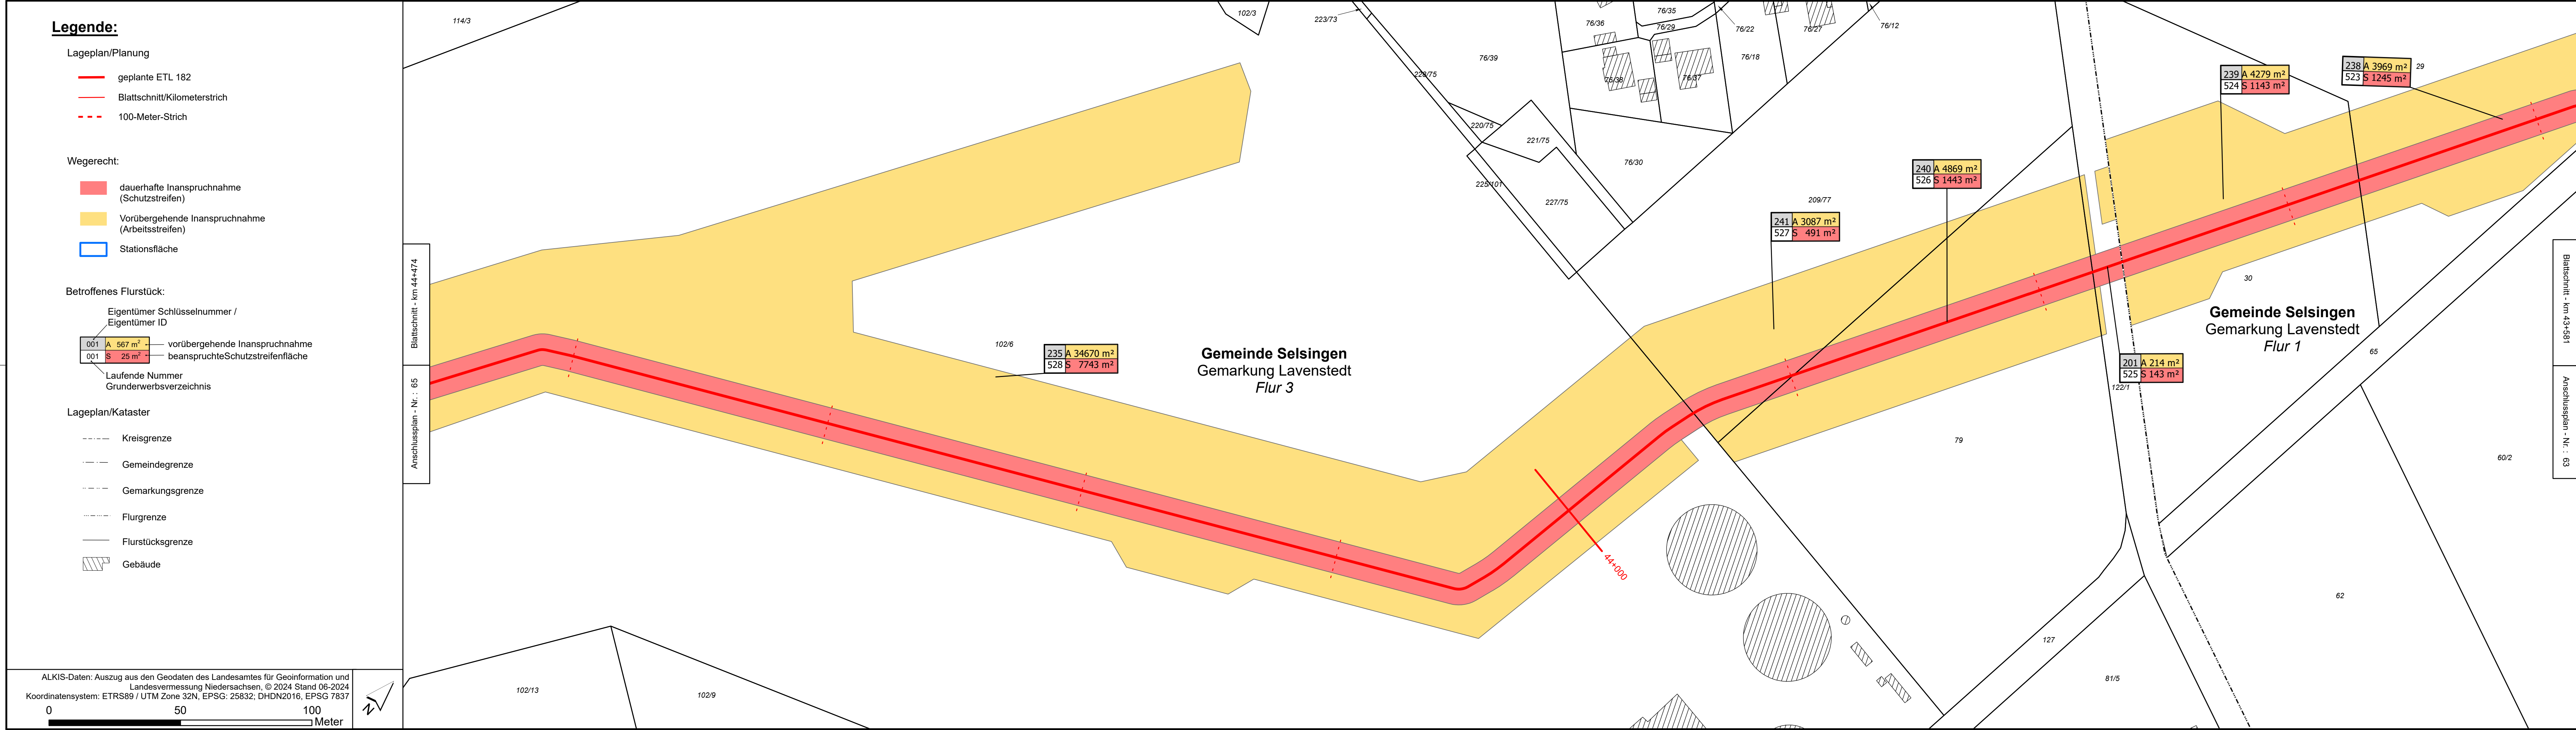 Legende:
Lageplan/Planung
geplante ETL 182
Blattschnitt/Kilometerstrich
100-Meter-Strich
Wegerecht:
dauerhafte Inanspruchnahme
(Schutzstreifen)
Vorübergehende Inanspruchnahme
(Arbeitsstreifen)
Stationsfläche
Betroffenes Flurstück:
Eigentümer Schlüsselnummer /
Eigentümer ID
001 A 567 m² vorübergehende Inanspruchnahme
001 S 25 m² beanspruchteSchutzstreifenfläche
Laufende Nummer
Grunderwerbsverzeichnis
Lageplan/Kataster
Kreisgrenze
Gemeindegrenze
Gemarkungsgrenze
Flurgrenze
Flurstücksgrenze
Gebäude
ALKIS-Daten: Auszug aus den Geodaten des Landesamtes für Geoinformation und
Landesvermessung Niedersachsen, © 2024 Stand 06-2024
Koordinatensystem: ETRS89 / UTM Zone 32N, EPSG: 25832; DHDN2016, EPSG 7837
0 50 100
Meter
N
Blattschnitt - km 44+474
Anschlussplan - Nr. : 65
114/3
102/3
223/73
228/75
76/39
76/36
76/35
76/29
76/22
76/27
76/12
76/38
76/37
76/18
220/75
221/75
76/30
225/101
227/75
209/77
102/6
235 A 34670 m²
528 S 7743 m²
Gemeinde Selsingen
Gemarkung Lavenstedt
Flur 3
241 A 3087 m²
527 S 491 m²
240 A 4869 m²
526 S 1443 m²
239 A 4279 m²
524 S 1143 m²
238 A 3969 m²
523 S 1245 m²
29
30
Gemeinde Selsingen
Gemarkung Lavenstedt
Flur 1
201 A 214 m²
525 S 143 m²
122/1
65
79
60/2
44+000
62
127
81/5
102/13
102/9
Blattschnitt - km 43+581
Anschlussplan - Nr. : 63